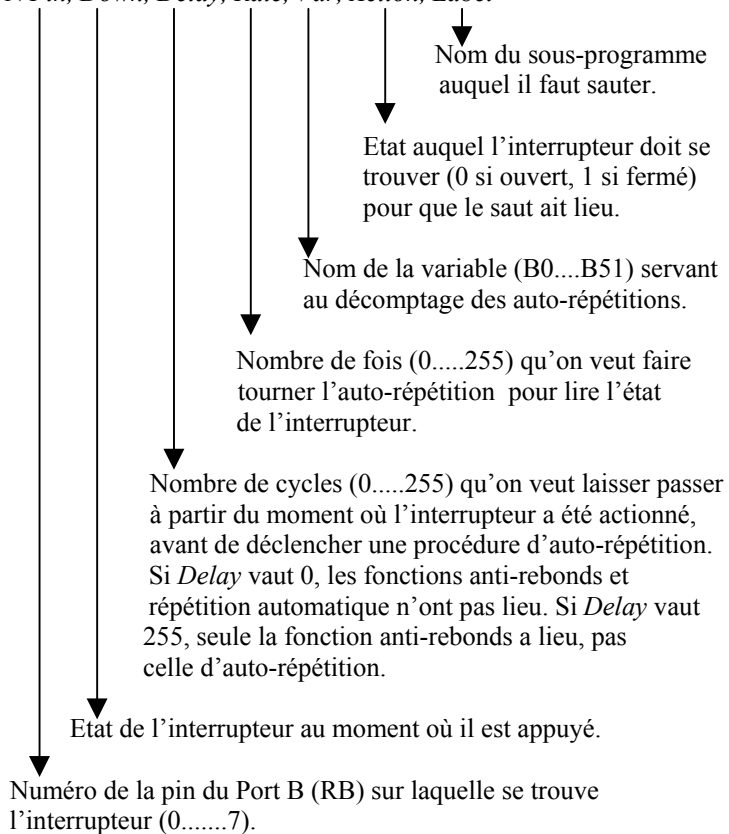 Pin, Down, Delay, Rate, Var, Action, Label
Nom du sous-programme
auquel il faut sauter.
Etat auquel l’interrupteur doit se
trouver (0 si ouvert, 1 si fermé)
pour que le saut ait lieu.
Nom de la variable (B0....B51) servant
au décomptage des auto-répétitions.
Nombre de fois (0.....255) qu’on veut faire
tourner l’auto-répétition pour lire l’état
de l’interrupteur.
Nombre de cycles (0.....255) qu’on veut laisser passer
à partir du moment où l’interrupteur a été actionné,
avant de déclencher une procédure d’auto-répétition.
Si Delay vaut 0, les fonctions anti-rebonds et
répétition automatique n’ont pas lieu. Si Delay vaut
255, seule la fonction anti-rebonds a lieu, pas
celle d’auto-répétition.
Etat de l’interrupteur au moment où il est appuyé.
Numéro de la pin du Port B (RB) sur laquelle se trouve
l’interrupteur (0.......7).